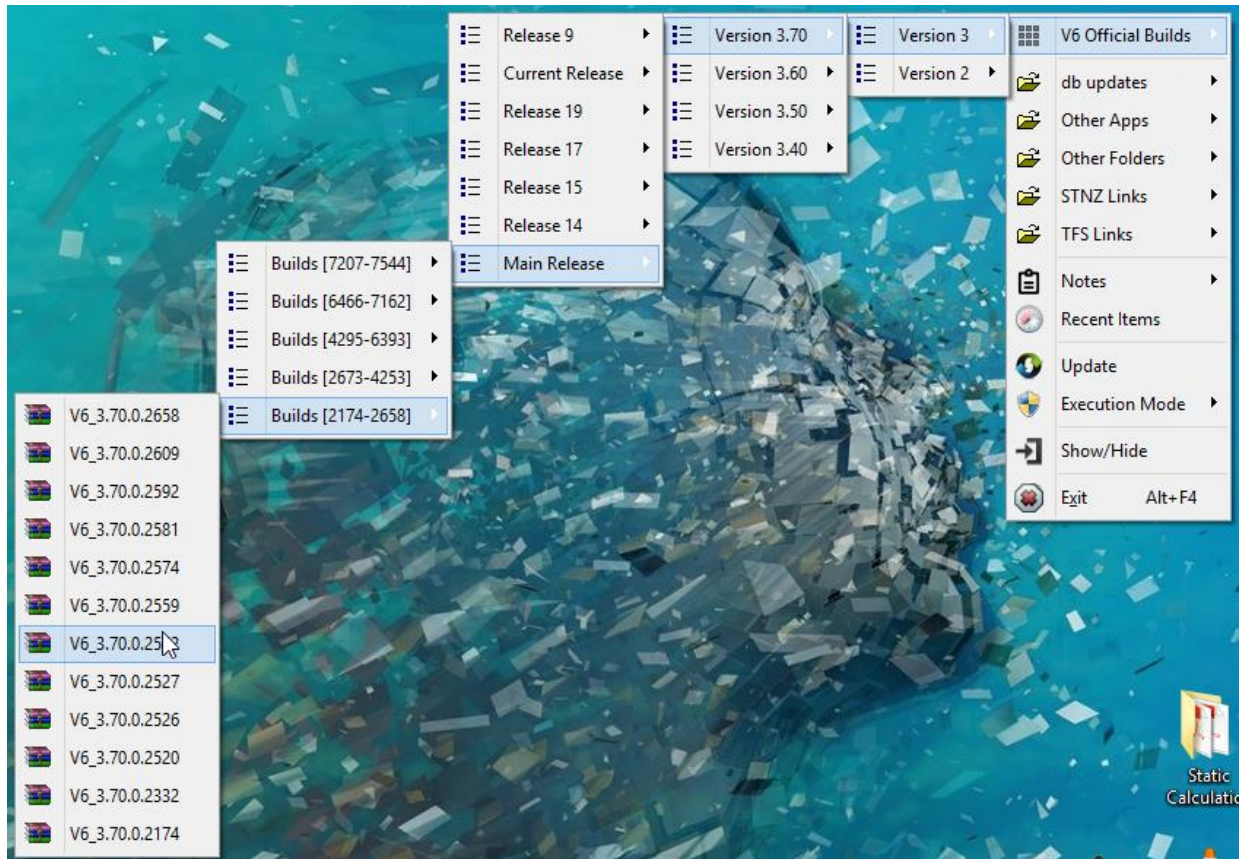 V6 Official Builds
db updates
Other Apps
Other Folders
STNZ Links
TFS Links
Notes
Recent Items
Update
Execution Mode
Show/Hide
Exit Alt+F4
Version 3
Version 2
Version 3.70
Version 3.60
Version 3.50
Version 3.40
Release 9
Current Release
Release 19
Release 17
Release 15
Release 14
Main Release
Builds [7207-7544]
Builds [6466-7162]
Builds [4295-6393]
Builds [2673-4253]
Builds [2174-2658]
V6_3.70.0.2658
V6_3.70.0.2609
V6_3.70.0.2592
V6_3.70.0.2581
V6_3.70.0.2574
V6_3.70.0.2559
V6_3.70.0.2527
V6_3.70.0.2526
V6_3.70.0.2520
V6_3.70.0.2332
V6_3.70.0.2174
Static